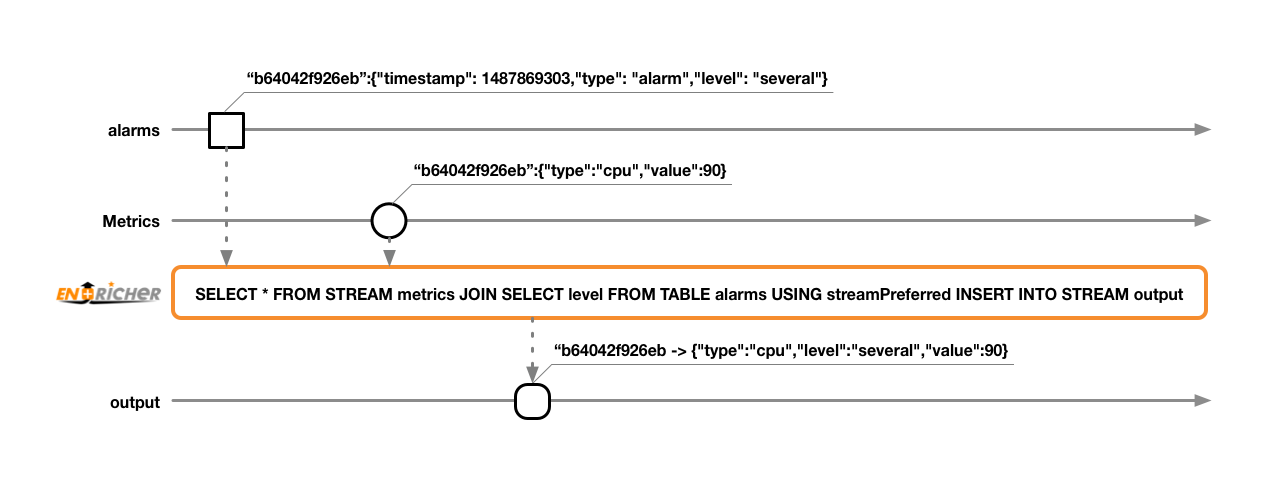 “b64042f926eb”:{"timestamp": 1487869303,"type": "alarm","level": "several"}
alarms
“b64042f926eb”:{"type":"cpu","value":90}
Metrics
ENRICHER
SELECT * FROM STREAM metrics JOIN SELECT level FROM TABLE alarms USING streamPreferred INSERT INTO STREAM output
“b64042f926eb -> {"type":"cpu","level":"several","value":90}
output